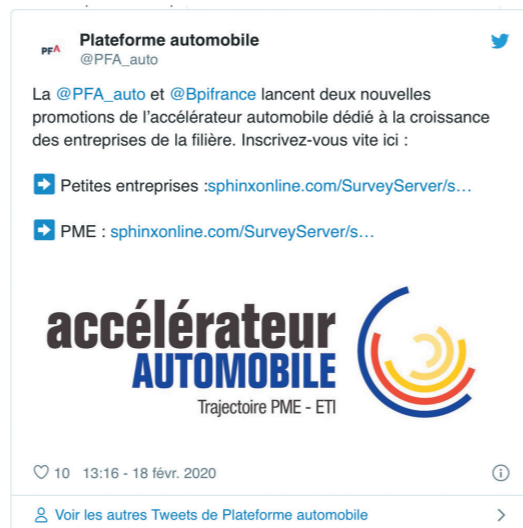 PFA
Plateforme automobile
@PFA_auto
La @PFA_auto et @Bpifrance lancent deux nouvelles
promotions de l'accélérateur automobile dédié à la croissance
des entreprises de la filière. Inscrivez-vous vite ici :
Petites entreprises :sphinxonline.com/SurveyServer/s…
PME : sphinxonline.com/SurveyServer/s…
accélérateur
AUTOMOBILE
Trajectoire PME - ETI
10 13:16 - 18 févr. 2020
Voir les autres Tweets de Plateforme automobile